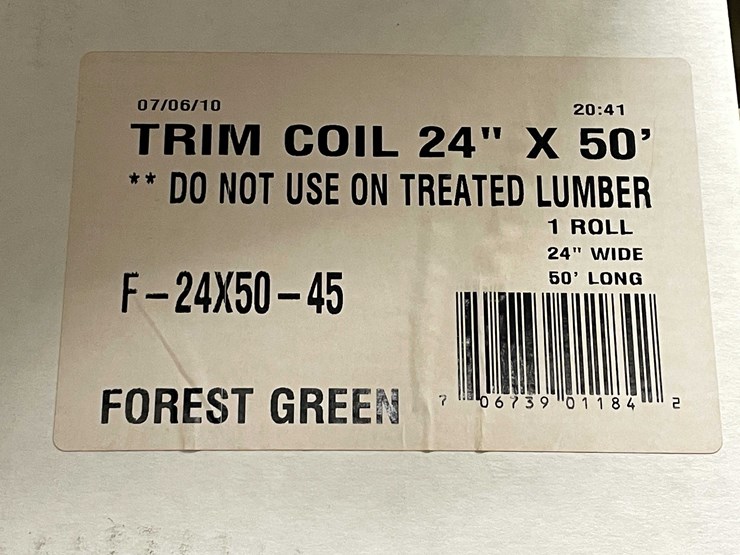 07/06/10 20:41
TRIM COIL 24" X 50'
** DO NOT USE ON TREATED LUMBER
1 ROLL
24" WIDE
50' LONG
F-24X50-45
FOREST GREEN
7 06739 01184 2